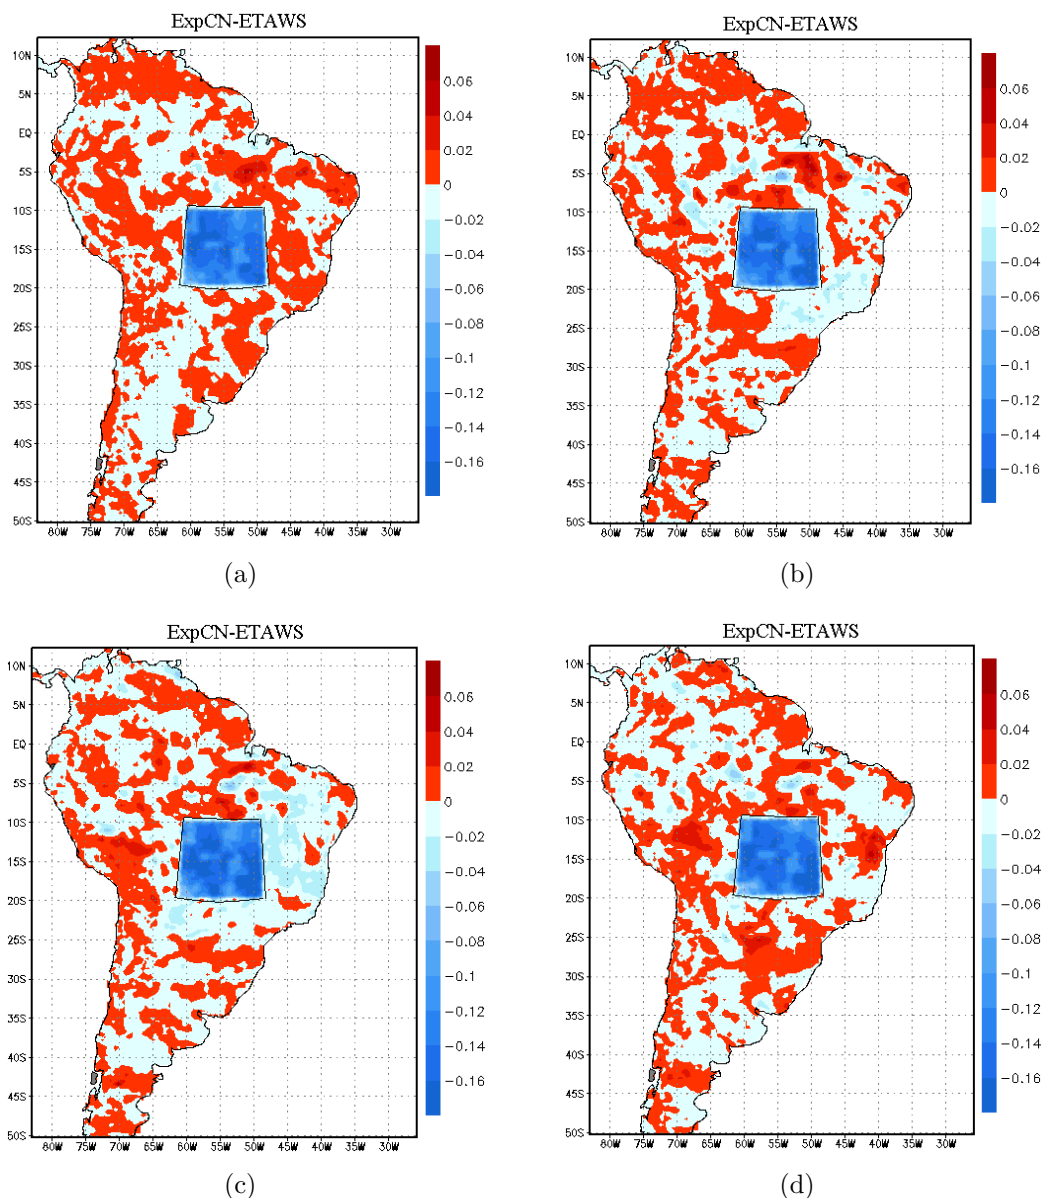 ExpCN-ETAWS
10N
5N
EQ
5S
10S
15S
20S
25S
30S
35S
40S
45S
50S
80W 75W 70W 65W 60W 55W 50W 45W 40W 35W 30W
0.06
0.04
0.02
0
−0.02
−0.04
−0.06
−0.08
−0.1
−0.12
−0.14
−0.16
(a)
ExpCN-ETAWS
10N
5N
EQ
5S
10S
15S
20S
25S
30S
35S
40S
45S
50S
80W 75W 70W 65W 60W 55W 50W 45W 40W 35W 30W
0.06
0.04
0.02
0
−0.02
−0.04
−0.06
−0.08
−0.1
−0.12
−0.14
−0.16
(b)
ExpCN-ETAWS
10N
5N
EQ
5S
10S
15S
20S
25S
30S
35S
40S
45S
50S
80W 75W 70W 65W 60W 55W 50W 45W 40W 35W 30W
0.06
0.04
0.02
0
−0.02
−0.04
−0.06
−0.08
−0.1
−0.12
−0.14
−0.16
(c)
ExpCN-ETAWS
10N
5N
EQ
5S
10S
15S
20S
25S
30S
35S
40S
45S
50S
80W 75W 70W 65W 60W 55W 50W 45W 40W 35W 30W
0.06
0.04
0.02
0
−0.02
−0.04
−0.06
−0.08
−0.1
−0.12
−0.14
−0.16
(d)